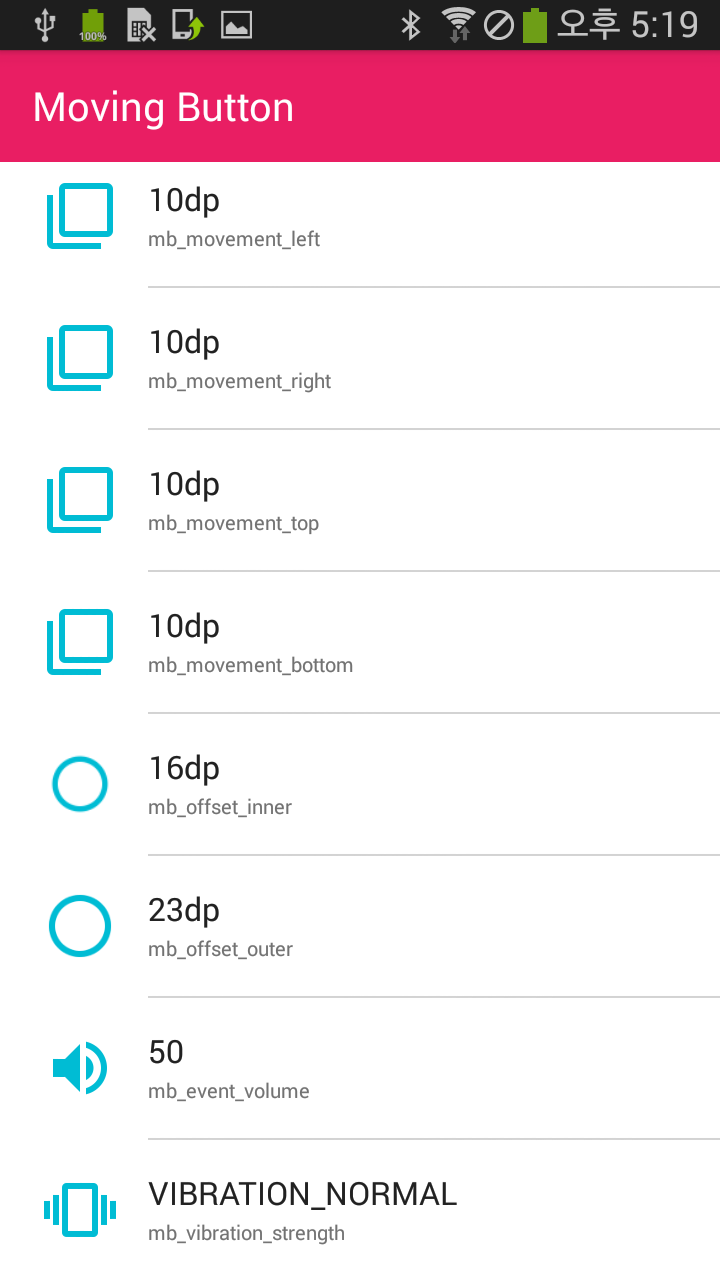 100%
오후 5:19
Moving Button
10dp
mb_movement_left
10dp
mb_movement_right
10dp
mb_movement_top
10dp
mb_movement_bottom
16dp
mb_offset_inner
23dp
mb_offset_outer
50
mb_event_volume
VIBRATION_NORMAL
mb_vibration_strength